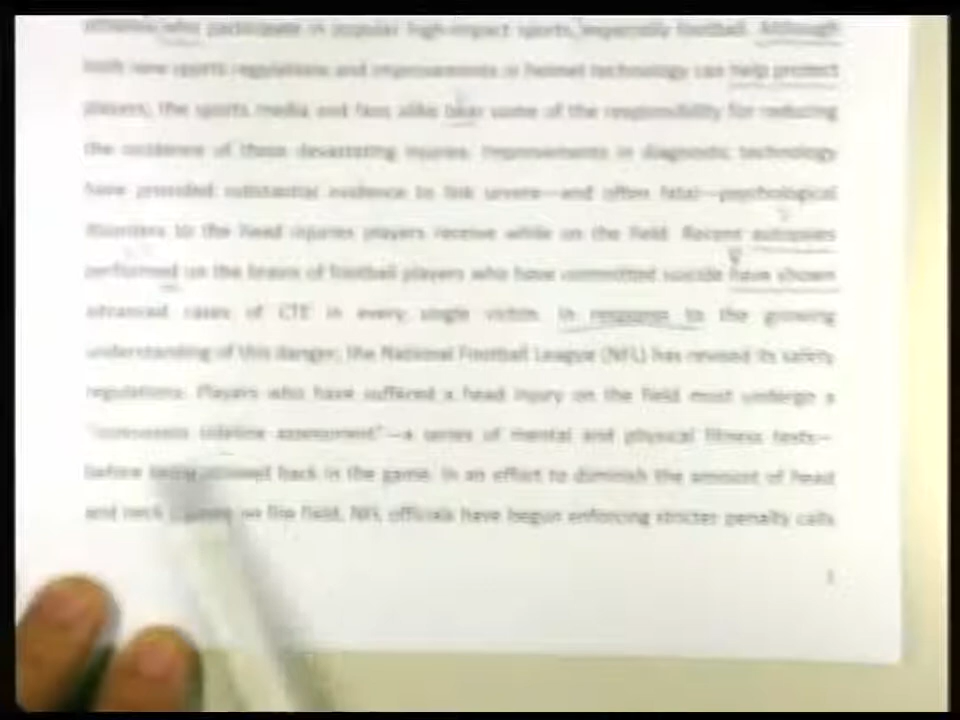 athletes who participate in popular high-impact sports, especially football. Although
both new sports regulations and improvements in helmet technology can help protect
players, the sports media and fans alike bear some of the responsibility for reducing
the incidence of these devastating injuries. Improvements in diagnostic technology
have provided substantial evidence to link severe—and often fatal—psychological
disorders to the head injuries players receive while on the field. Recent autopsies
performed on the brains of football players who have committed suicide have shown
advanced cases of CTE in every single victim. In response to the growing
understanding of this danger, the National Football League (NFL) has revised its safety
regulations. Players who have suffered a head injury on the field must undergo a
sideline assessment"—a series of mental and physical fitness tests—
before being allowed back in the game. In an effort to diminish the amount of head
and neck injuries on the field, NFL officials have begun enforcing stricter penalty calls